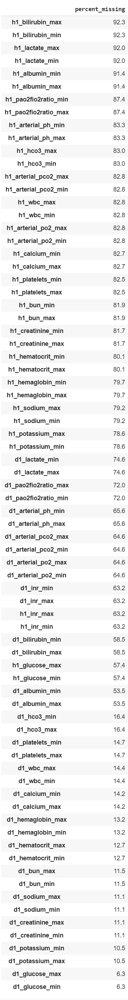 percent_missing
h1_bilirubin_max 92.3
h1_bilirubin_min 92.3
h1_lactate_max 92.0
h1_lactate_min 92.0
h1_albumin_min 91.4
h1_albumin_max 91.4
h1_pao2fio2ratio_min 87.4
h1_pao2fio2ratio_max 87.4
h1_arterial_ph_min 83.3
h1_arterial_ph_max 83.3
h1_hco3_max 83.0
h1_hco3_min 83.0
h1_arterial_pco2_max 82.8
h1_arterial_pco2_min 82.8
h1_wbc_max 82.8
h1_wbc_min 82.8
h1_arterial_po2_max 82.8
h1_arterial_po2_min 82.8
h1_calcium_min 82.7
h1_calcium_max 82.7
h1_platelets_min 82.5
h1_platelets_max 82.5
h1_bun_min 81.9
h1_bun_max 81.9
h1_creatinine_min 81.7
h1_creatinine_max 81.7
h1_hematocrit_min 80.1
h1_hematocrit_max 80.1
h1_hemaglobin_min 79.7
h1_hemaglobin_max 79.7
h1_sodium_max 79.2
h1_sodium_min 79.2
h1_potassium_max 78.6
h1_potassium_min 78.6
d1_lactate_min 74.6
d1_lactate_max 74.6
d1_pao2fio2ratio_max 72.0
d1_pao2fio2ratio_min 72.0
d1_arterial_ph_min 65.6
d1_arterial_ph_max 65.6
d1_arterial_pco2_max 64.6
d1_arterial_pco2_min 64.6
d1_arterial_po2_max 64.6
d1_arterial_po2_min 64.6
d1_inr_min 63.2
d1_inr_max 63.2
h1_inr_max 63.2
h1_inr_min 63.2
d1_bilirubin_min 58.5
d1_bilirubin_max 58.5
h1_glucose_max 57.4
h1_glucose_min 57.4
d1_albumin_min 53.5
d1_albumin_max 53.5
d1_hco3_min 16.4
d1_hco3_max 16.4
d1_platelets_min 14.7
d1_platelets_max 14.7
d1_wbc_max 14.4
d1_wbc_min 14.4
d1_calcium_min 14.2
d1_calcium_max 14.2
d1_hemaglobin_max 13.2
d1_hemaglobin_min 13.2
d1_hematocrit_max 12.7
d1_hematocrit_min 12.7
d1_bun_max 11.5
d1_bun_min 11.5
d1_sodium_max 11.1
d1_sodium_min 11.1
d1_creatinine_max 11.1
d1_creatinine_min 11.1
d1_potassium_min 10.5
d1_potassium_max 10.5
d1_glucose_max 6.3
d1_glucose_min 6.3